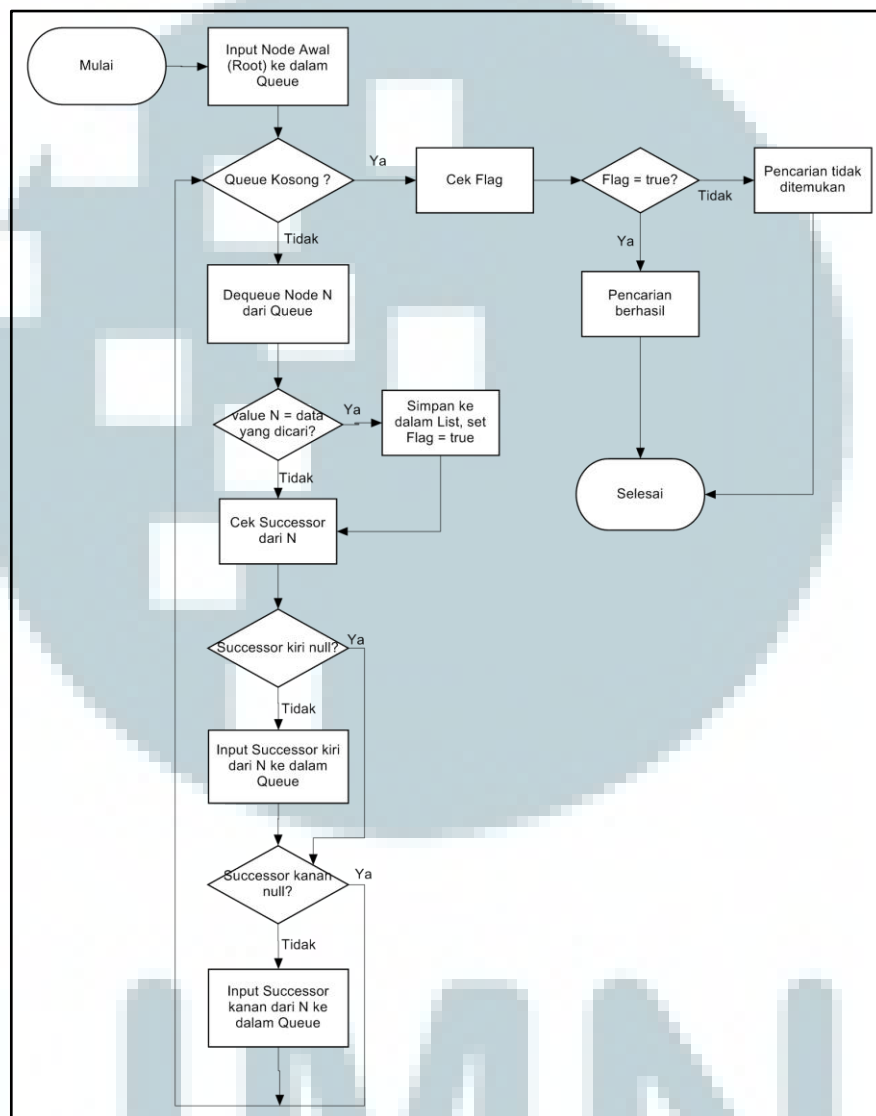 Mulai
Input Node Awal
(Root) ke dalam
Queue
Queue Kosong ?
Ya
Cek Flag
Flag = true?
Tidak
Pencarian tidak
ditemukan
Tidak
Ya
Dequeue Node N
dari Queue
Pencarian
berhasil
value N = data
yang dicari?
Ya
Simpan ke
dalam List, set
Flag = true
Tidak
Selesai
Cek Successor
dari N
Successor kiri null?
Ya
Tidak
Input Successor kiri
dari N ke dalam
Queue
Successor kanan
null?
Ya
Tidak
Input Successor
kanan dari N ke
dalam Queue